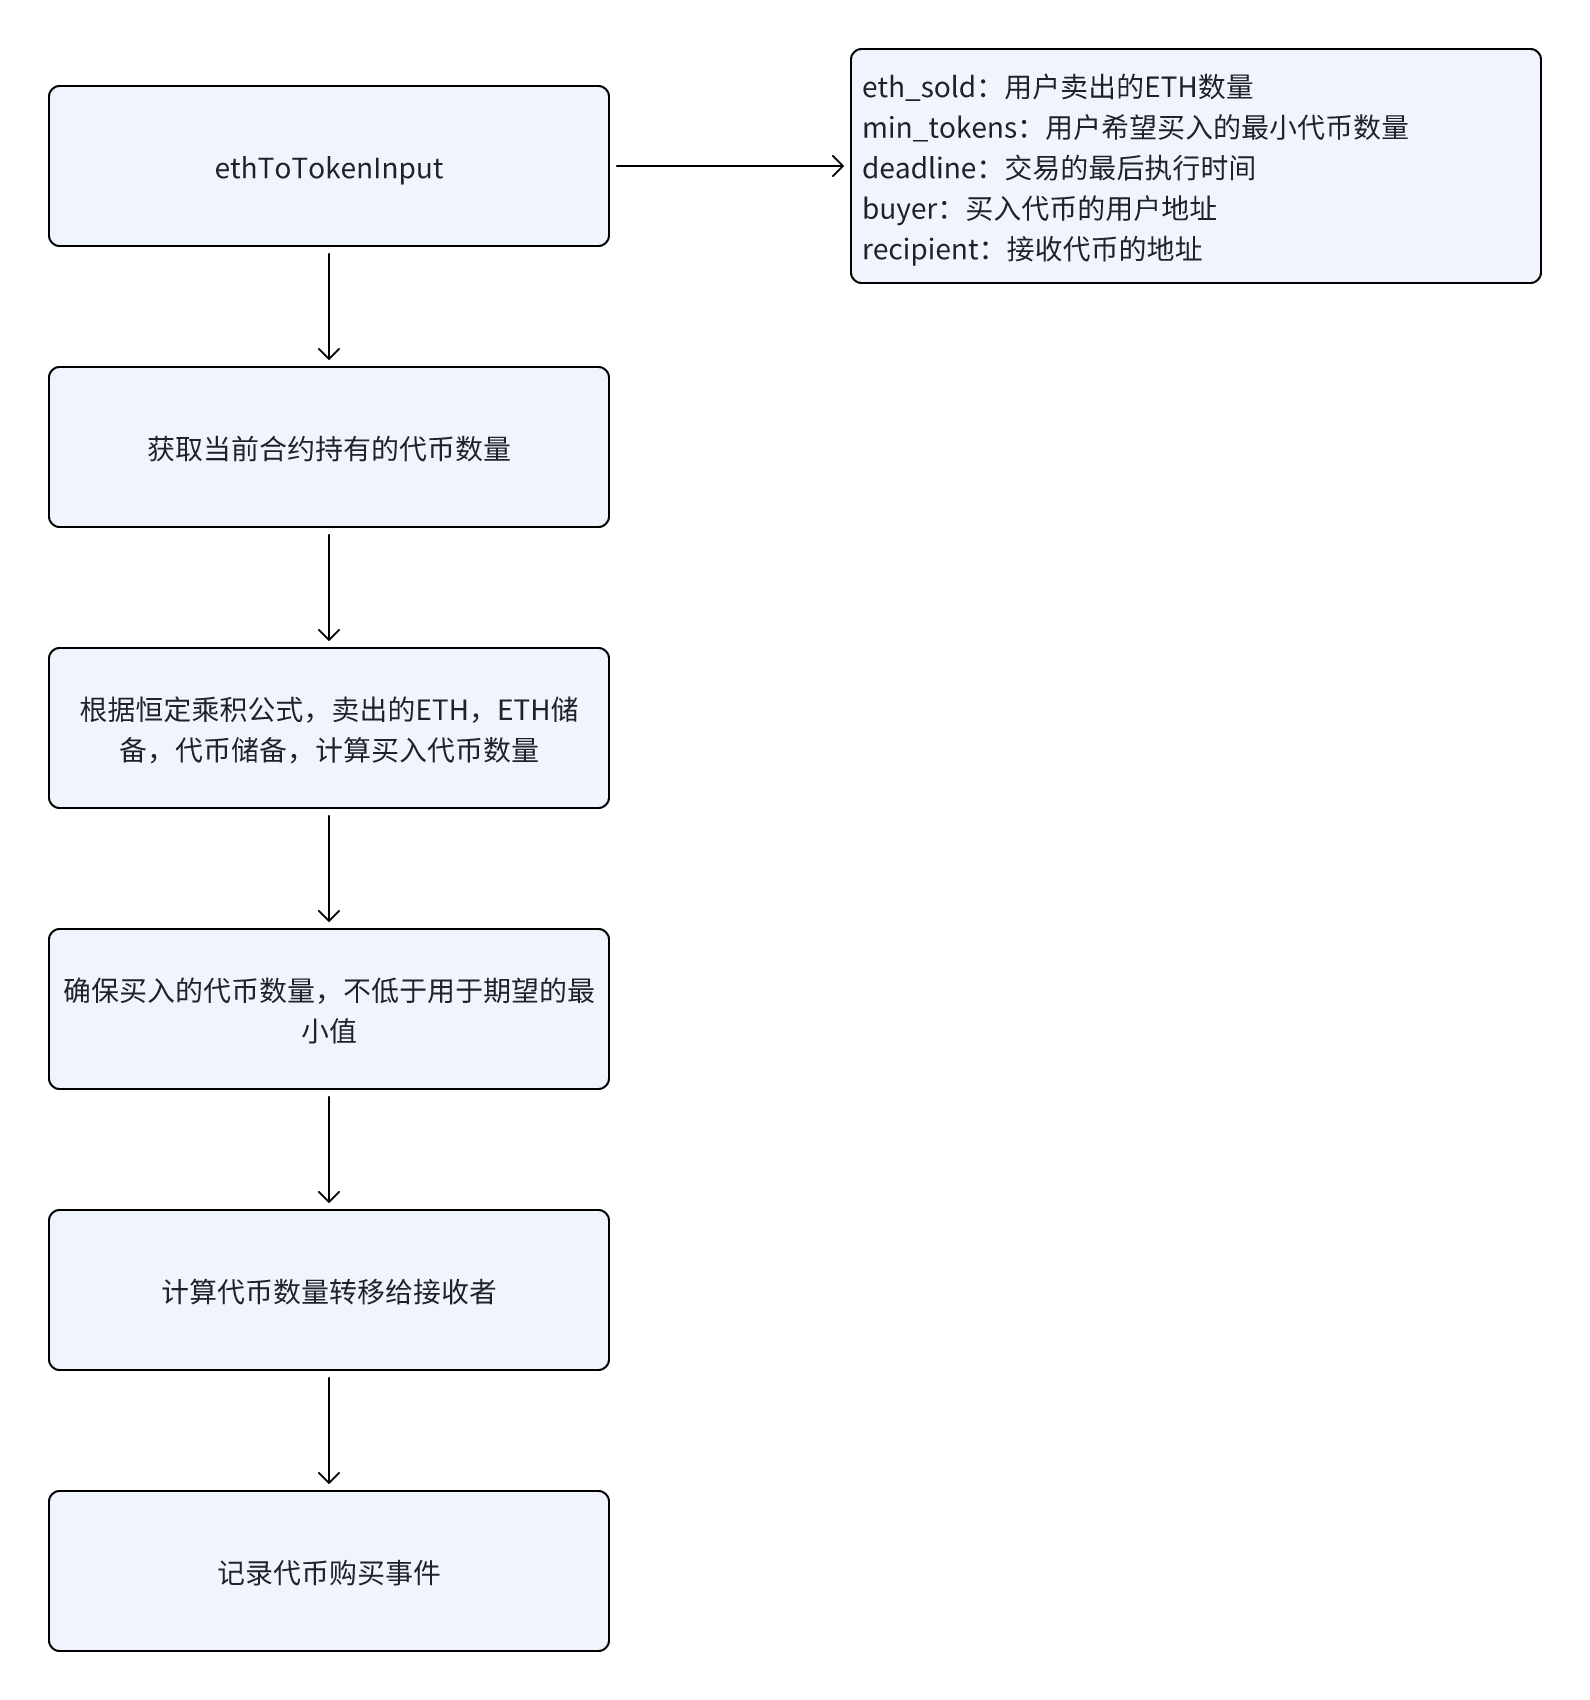 ethToTokenInput
eth_sold：用户卖出的ETH数量
min_tokens：用户希望买入的最小代币数量
deadline：交易的最后执行时间
buyer：买入代币的用户地址
recipient：接收代币的地址
获取当前合约持有的代币数量
根据恒定乘积公式，卖出的ETH，ETH储
备，代币储备，计算买入代币数量
确保买入的代币数量，不低于用于期望的最
小值
计算代币数量转移给接收者
记录代币购买事件